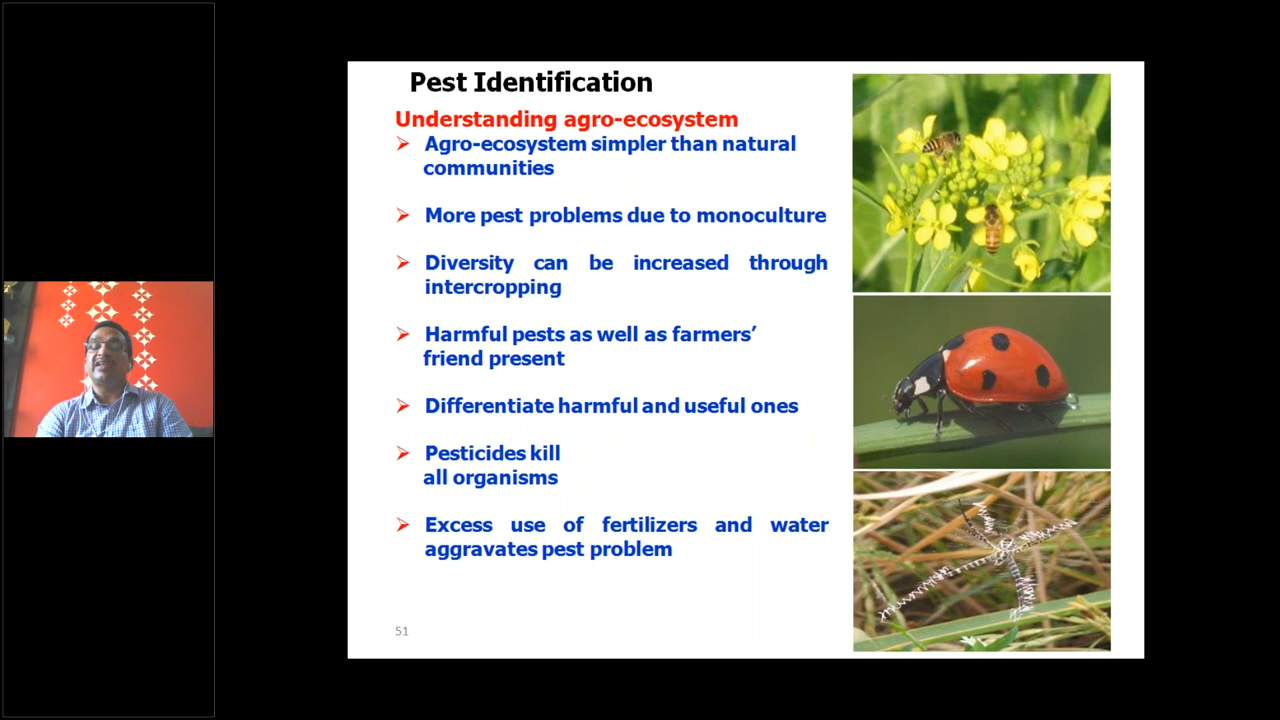 Pest Identification
Understanding agro-ecosystem
➢ Agro-ecosystem simpler than natural
communities
➢ More pest problems due to monoculture
➢ Diversity can be increased through
intercropping
➢ Harmful pests as well as farmers’
friend present
➢ Differentiate harmful and useful ones
➢ Pesticides kill
all organisms
➢ Excess use of fertilizers and water
aggravates pest problem
51